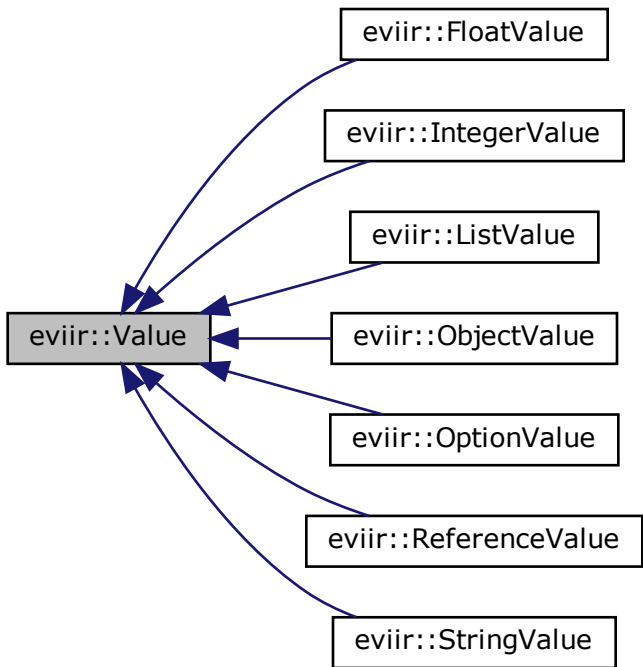 eviir::FloatValue
eviir::IntegerValue
eviir::ListValue
eviir::Value
eviir::ObjectValue
eviir::OptionValue
eviir::ReferenceValue
eviir::StringValue